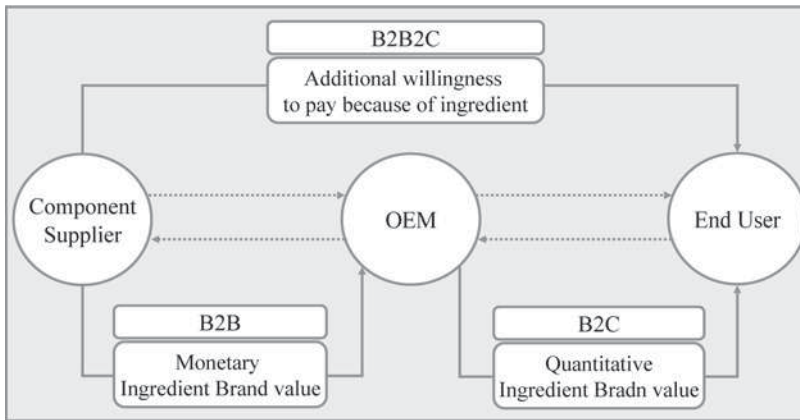 B2B2C
Additional willingness
to pay because of ingredient
Component
Supplier
OEM
End User
B2B
Monetary
Ingredient Brand value
B2C
Quantitative
Ingredient Bradn value